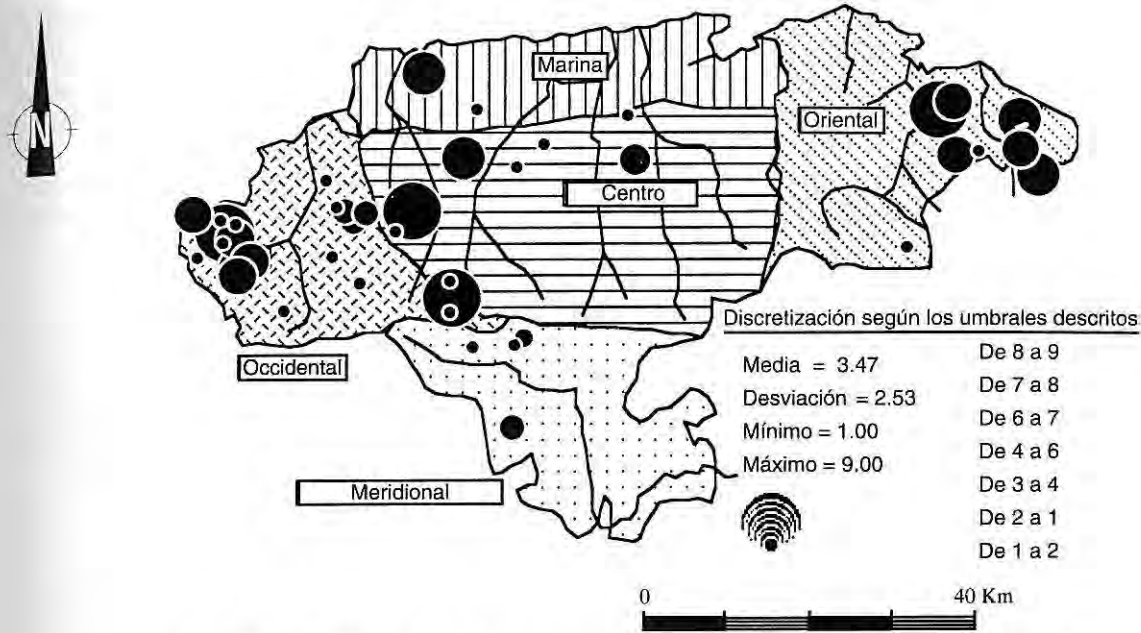 N
Marina
Oriental
Centro
Occidental
Meridional
Discretización según los umbrales descritos
Media = 3.47
Desviación = 2.53
Mínimo = 1.00
Máximo = 9.00
De 8 a 9
De 7 a 8
De 6 a 7
De 4 a 6
De 3 a 4
De 2 a 1
De 1 a 2
0 40 Km